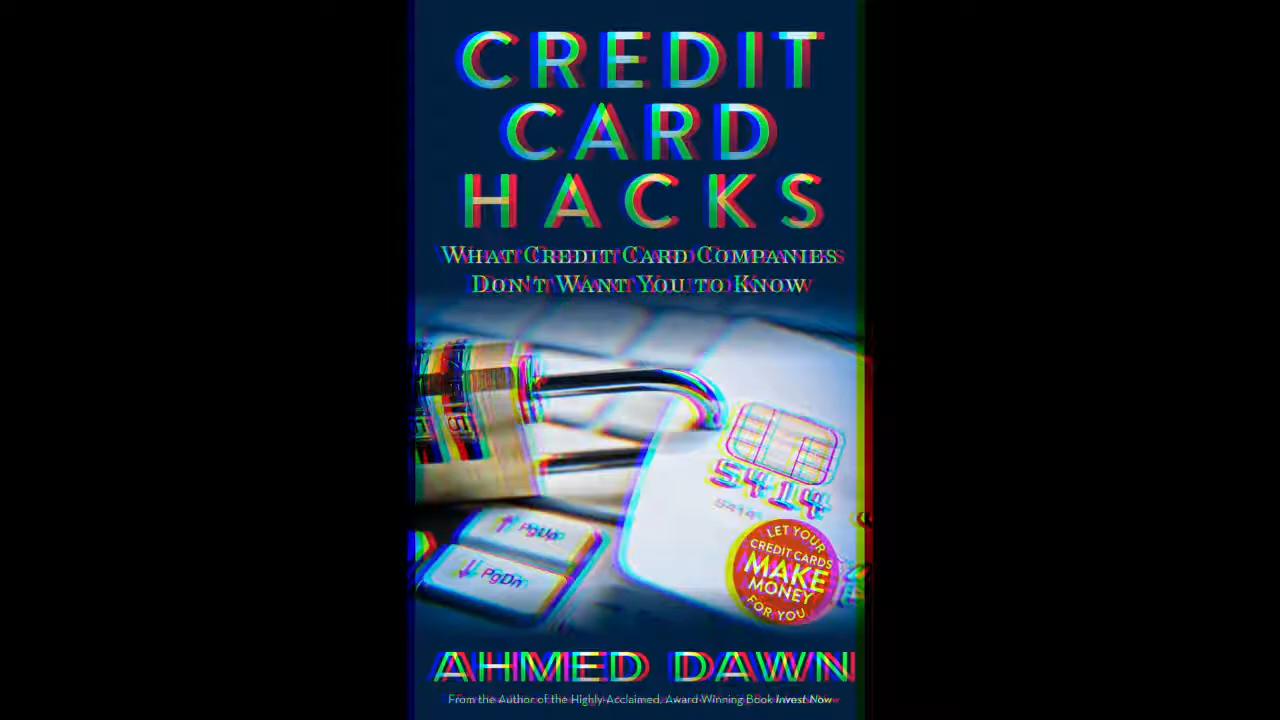 CREDIT
CARD
HACKS
WHAT CREDIT CARD COMPANIES
DON'T WANT YOU TO KNOW
5414
5414
PgUp
PgDn
LET YOUR
CREDIT CARDS
MAKE
MONEY
FOR YOU
AHMED DAWN
From the Author of the Highly-Acclaimed, Award-Winning Book Invest Now